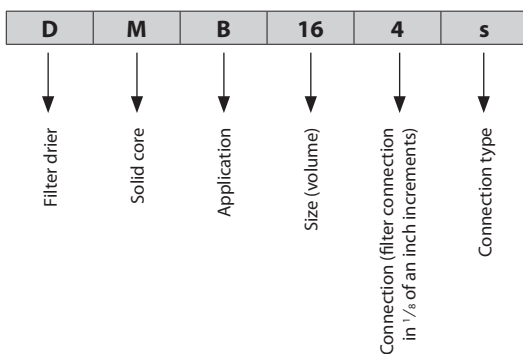 D M B 16 4 s
Filter drier
Solid core
Application
Size (volume)
Connection (filter connection
in 1/8 of an inch increments)
Connection type